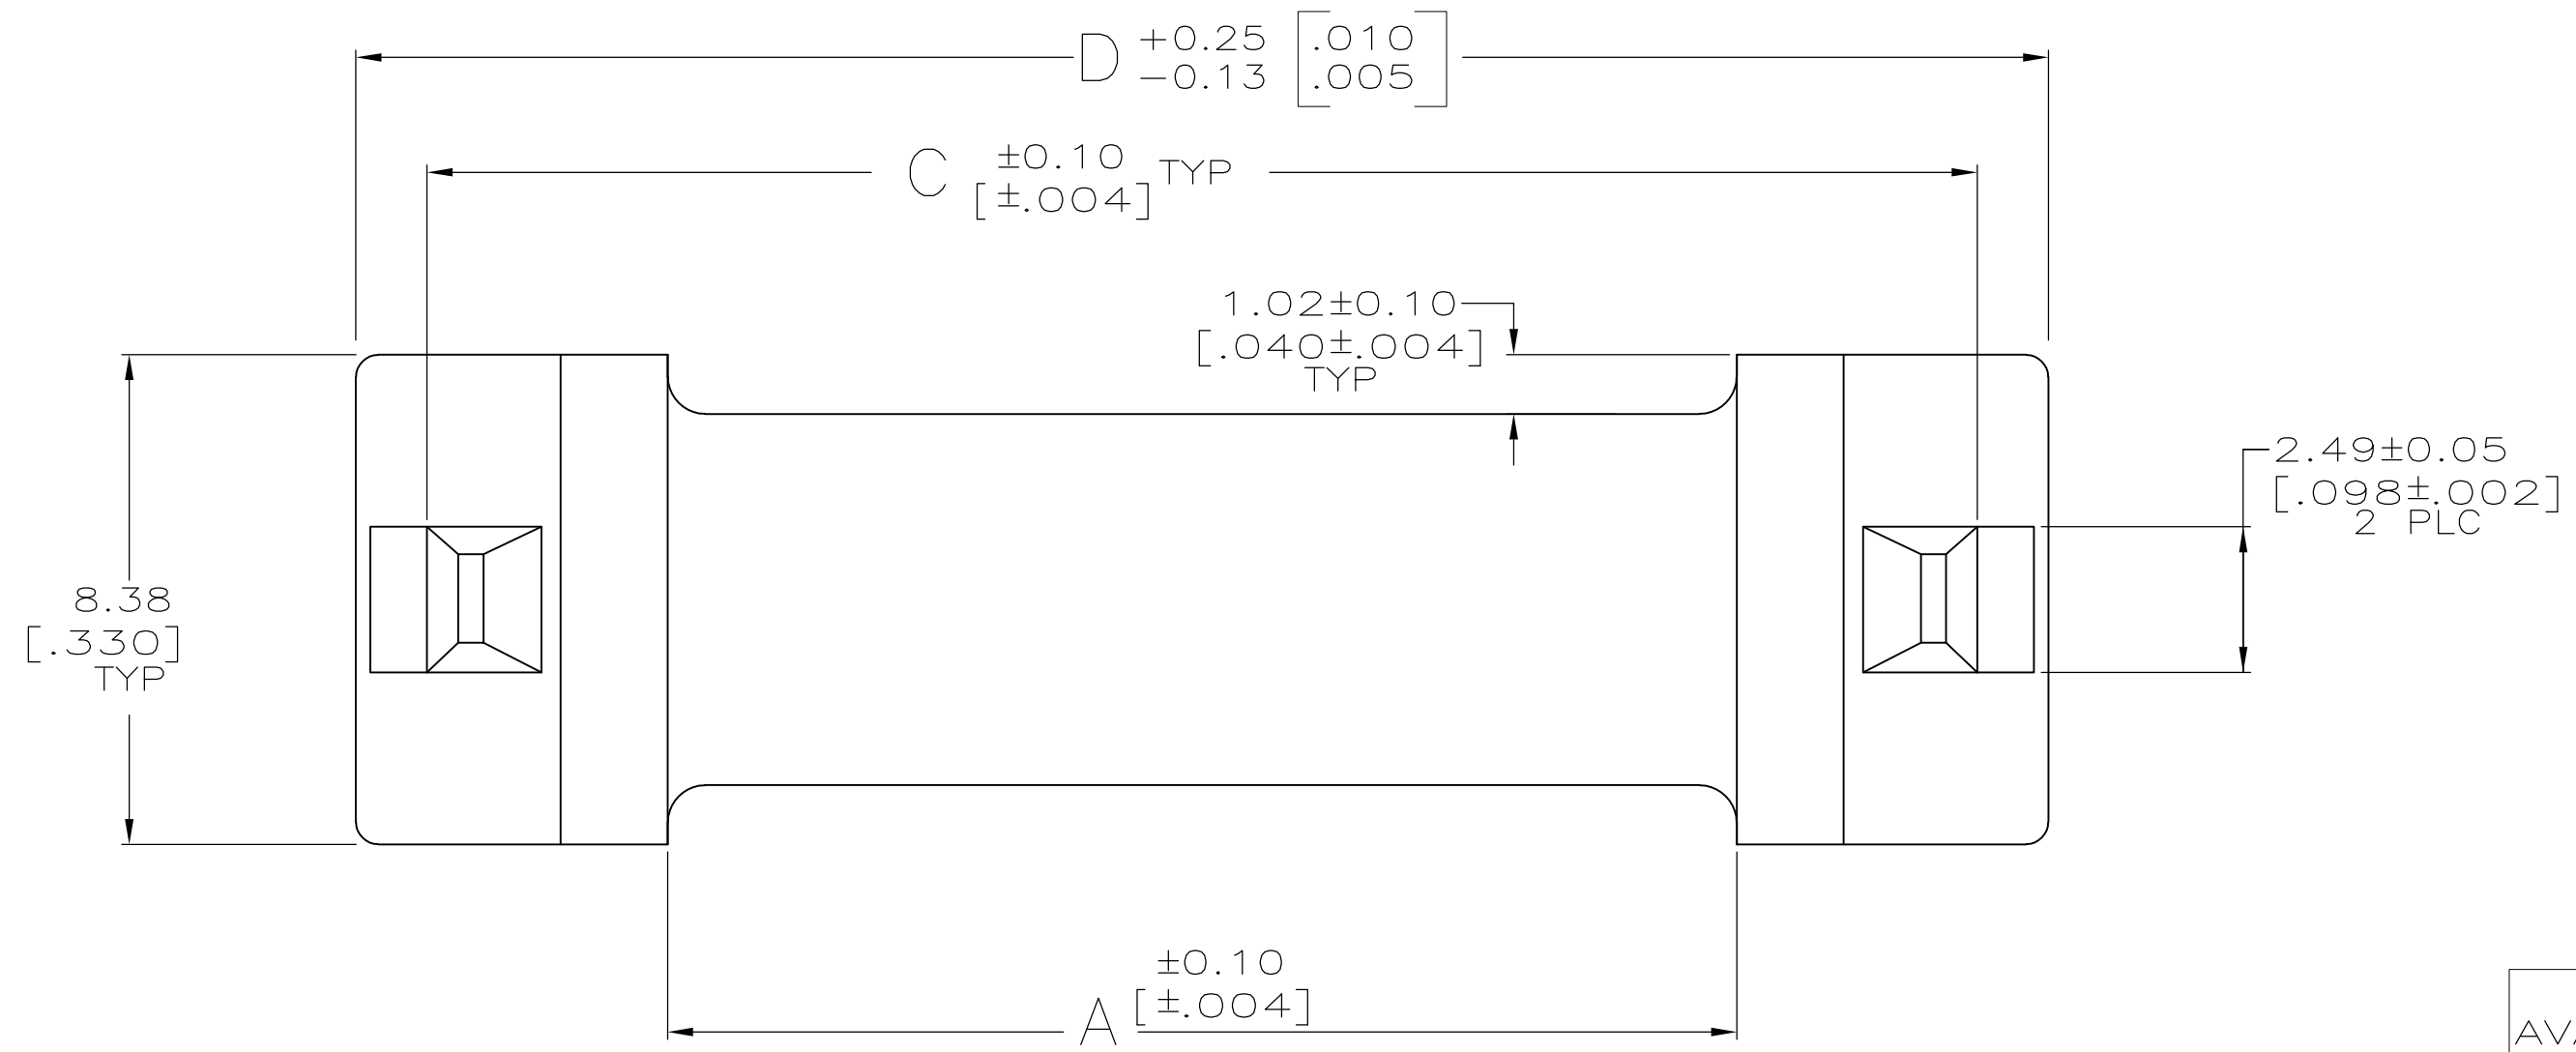 D +0.25 [.010]
-0.13 [.005]
C ±0.10 TYP
[±.004]
1.02±0.10
[.040±.004]
TYP
2.49±0.05
[.098±.002]
2 PLC
8.38
[.330]
TYP
±0.10
A [±.004]